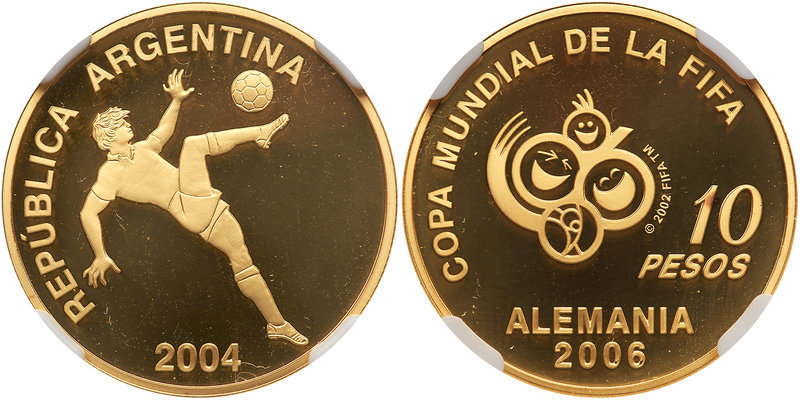 REPÚBLICA ARGENTINA
2004
COPA MUNDIAL DE LA FIFA
© 2002 FIFA TM
10
PESOS
ALEMANIA
2006